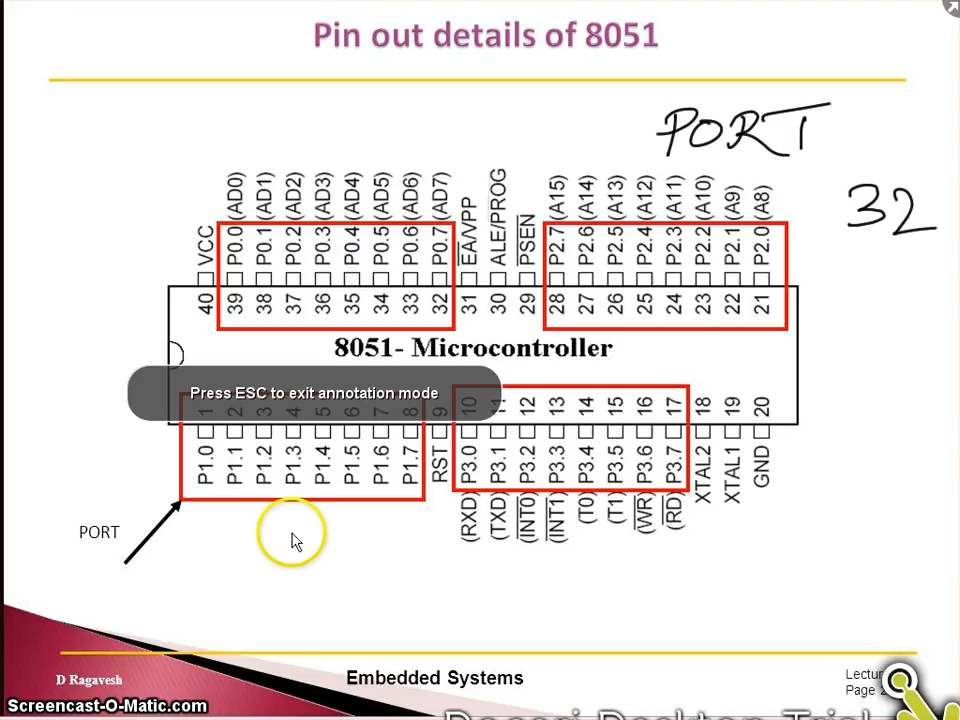 Pin out details of 8051
PORT
32
VCC P0.0 (AD0) P0.1 (AD1) P0.2 (AD2) P0.3 (AD3) P0.4 (AD4) P0.5 (AD5) P0.6 (AD6) P0.7 (AD7) EA/VPP ALE/PROG PSEN P2.7 (A15) P2.6 (A14) P2.5 (A13) P2.4 (A12) P2.3 (A11) P2.2 (A10) P2.1 (A9) P2.0 (A8)
40 39 38 37 36 35 34 33 32 31 30 29 28 27 26 25 24 23 22 21
8051- Microcontroller
Press ESC to exit annotation mode
1 2 3 4 5 6 7 8 9 10 11 12 13 14 15 16 17 18 19 20
P1.0 P1.1 P1.2 P1.3 P1.4 P1.5 P1.6 P1.7 RST (RXD) P3.0 (TXD) P3.1 (INT0) P3.2 (INT1) P3.3 (T0) P3.4 (T1) P3.5 (WR) P3.6 (RD) P3.7 XTAL2 XTAL1 GND
PORT
D Ragavesh
Embedded Systems
Page
Screencast-O-Matic.com